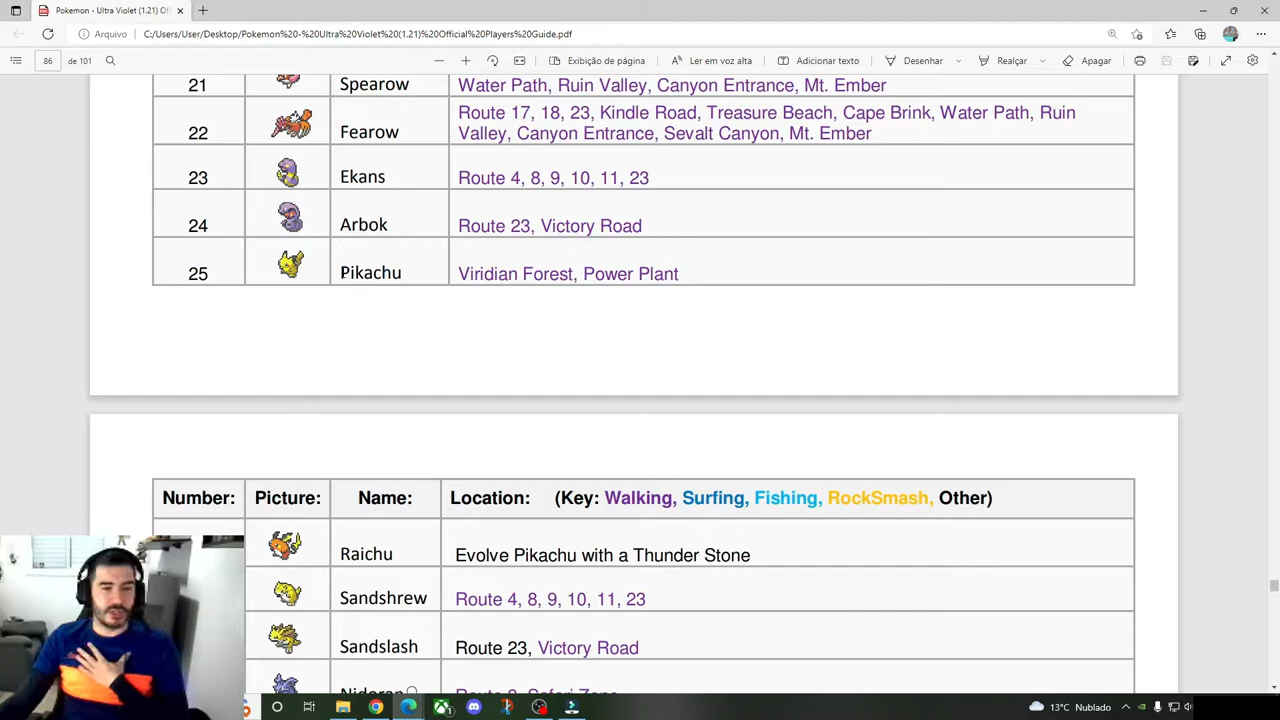 Pokemon - Ultra Violet (1.21) Of
Arquivo
C:/Users/User/Desktop/Pokemon%20-%20Ultra%20Violet%20(1.21)%20Official%20Players%20Guide.pdf
86 de 101
Exibição de página
Ler em voz alta
Adicionar texto
Desenhar
Realçar
Apagar
21 Spearow Water Path, Ruin Valley, Canyon Entrance, Mt. Ember
22 Fearow Route 17, 18, 23, Kindle Road, Treasure Beach, Cape Brink, Water Path, Ruin
Valley, Canyon Entrance, Sevalt Canyon, Mt. Ember
23 Ekans Route 4, 8, 9, 10, 11, 23
24 Arbok Route 23, Victory Road
25 Pikachu Viridian Forest, Power Plant
Number: Picture: Name: Location: (Key: Walking, Surfing, Fishing, RockSmash, Other)
Raichu Evolve Pikachu with a Thunder Stone
Sandshrew Route 4, 8, 9, 10, 11, 23
Sandslash Route 23, Victory Road
13°C Nublado